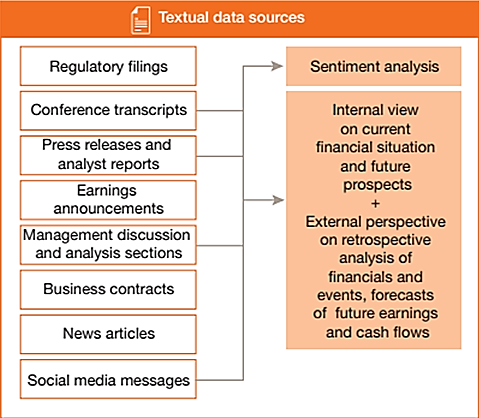 Textual data sources
Regulatory filings
Conference transcripts
Press releases and
analyst reports
Earnings
announcements
Management discussion
and analysis sections
Business contracts
News articles
Social media messages
Sentiment analysis
Internal view
on current
financial situation
and future
prospects
+
External perspective
on retrospective
analysis of
financials and
events, forecasts
of future earnings
and cash flows